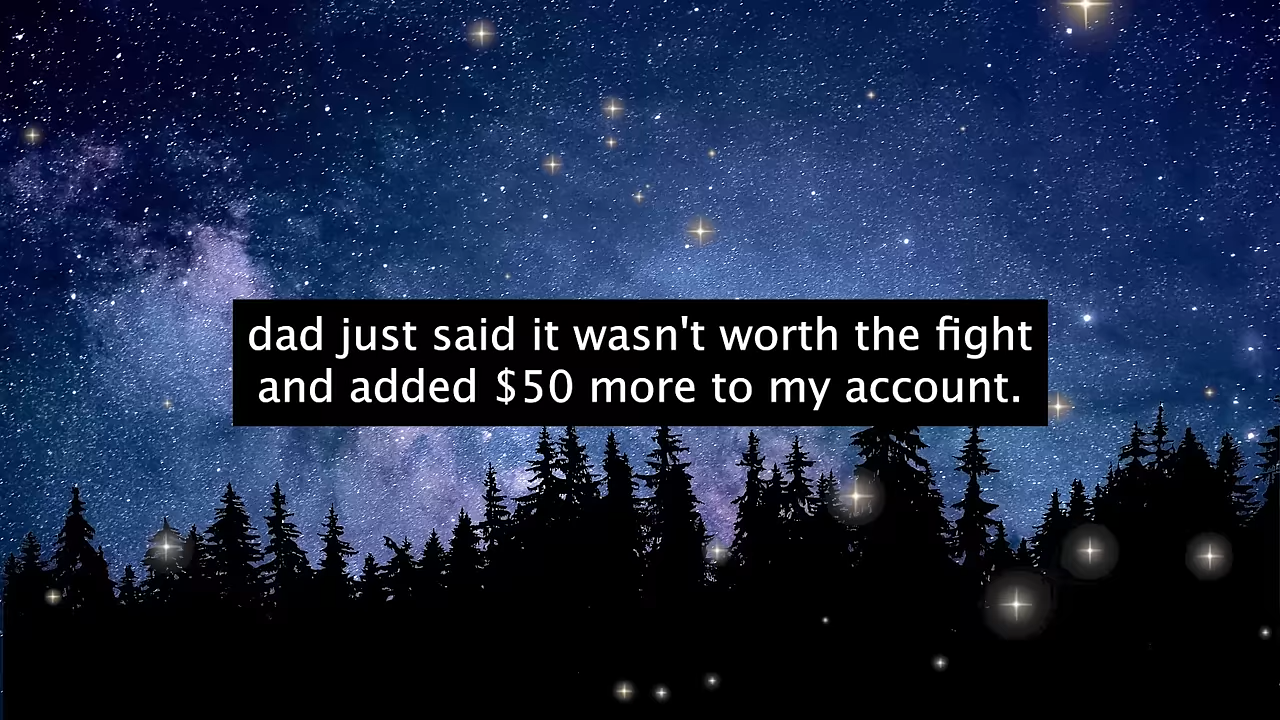 dad just said it wasn't worth the fight
and added $50 more to my account.